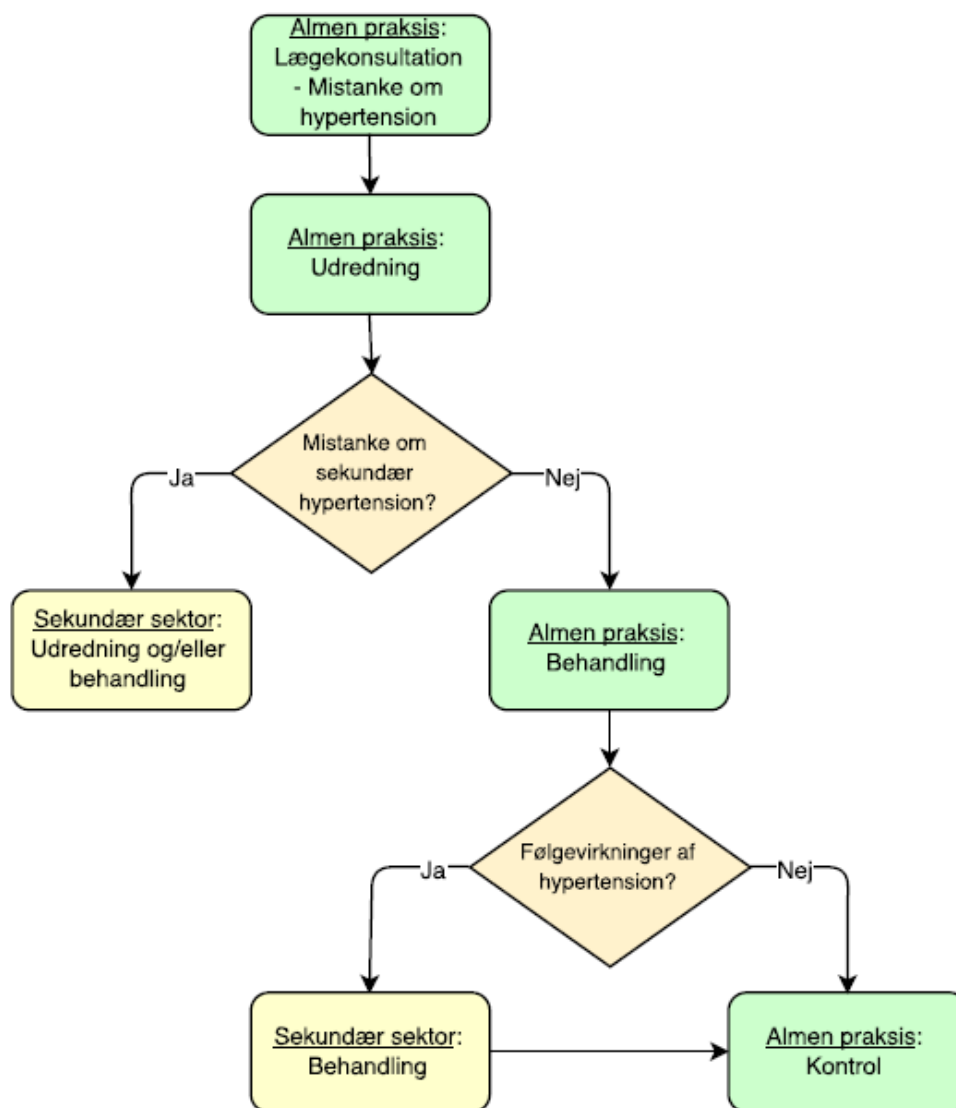 Almen praksis:
Lægekonsultation
- Mistanke om
hypertension
Almen praksis:
Udredning
Mistanke om
sekundær
hypertension?
Ja
Nej
Sekundær sektor:
Udredning og/eller
behandling
Almen praksis:
Behandling
Følgevirkninger af
hypertension?
Ja
Nej
Sekundær sektor:
Behandling
Almen praksis:
Kontrol